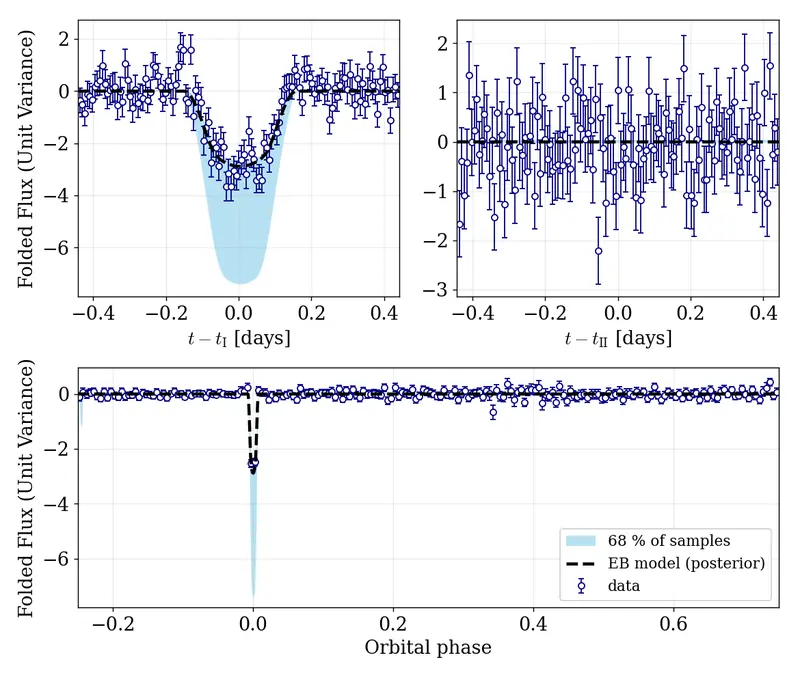 Folded Flux (Unit Variance)
2
0
−2
−4
−6
−0.4 −0.2 0.0 0.2 0.4
t − t_I [days]
2
1
0
−1
−2
−3
−0.4 −0.2 0.0 0.2 0.4
t − t_II [days]
Folded Flux (Unit Variance)
0
−2
−4
−6
68 % of samples
EB model (posterior)
data
−0.2 0.0 0.2 0.4 0.6
Orbital phase